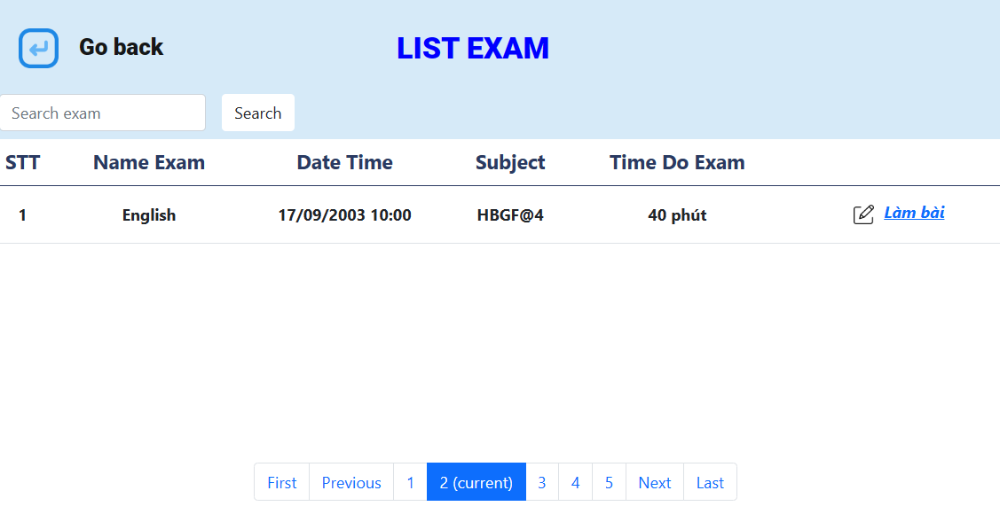 Go back LIST EXAM
Search exam Search
STT Name Exam Date Time Subject Time Do Exam
1 English 17/09/2003 10:00 HBGF@4 40 phút Làm bài
First Previous 1 2 (current) 3 4 5 Next Last